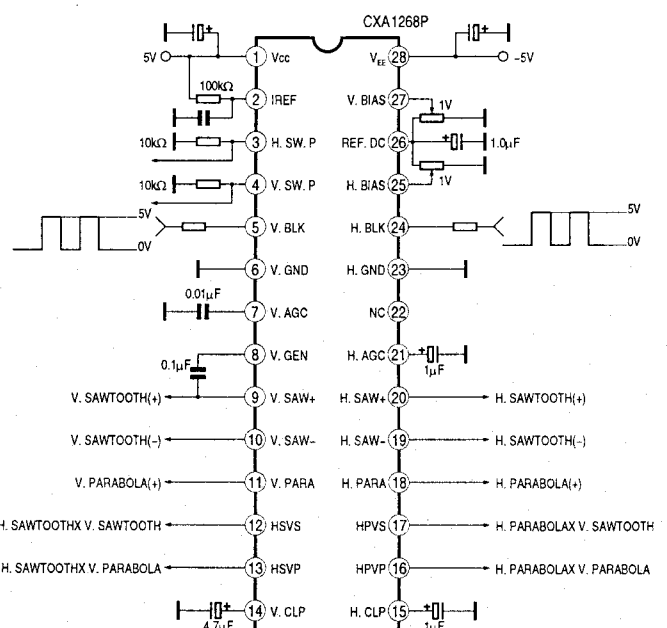 CXA1268P
5V
1 Vcc
VEE 28
-5V
100kΩ
2 IREF
V. BIAS 27
1V
10kΩ
3 H. SW. P
REF. DC 26
1.0μF
10kΩ
4 V. SW. P
H. BIAS 25
1V
5V
0V
5 V. BLK
H. BLK 24
5V
0V
6 V. GND
H. GND 23
0.01μF
7 V. AGC
NC 22
0.1μF
8 V. GEN
H. AGC 21
1μF
V. SAWTOOTH(+)
9 V. SAW+
H. SAW+ 20
H. SAWTOOTH(+)
V. SAWTOOTH(-)
10 V. SAW-
H. SAW- 19
H. SAWTOOTH(-)
V. PARABOLA(+)
11 V. PARA
H. PARA 18
H. PARABOLA(+)
H. SAWTOOTHX V. SAWTOOTH
12 HSVS
HPVS 17
H. PARABOLAX V. SAWTOOTH
H. SAWTOOTHX V. PARABOLA
13 HSVP
HPVP 16
H. PARABOLAX V. PARABOLA
4.7μF
14 V. CLP
H. CLP 15
1μF